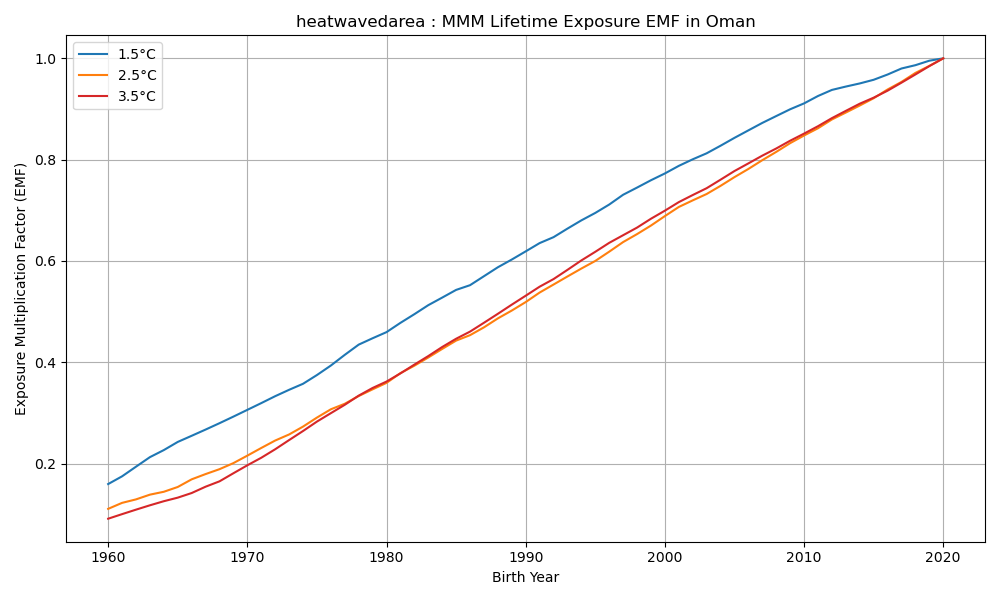 heatwavedarea : MMM Lifetime Exposure EMF in Oman
1.5°C
2.5°C
3.5°C
Exposure Multiplication Factor (EMF)
1.0
0.8
0.6
0.4
0.2
1960 1970 1980 1990 2000 2010 2020
Birth Year